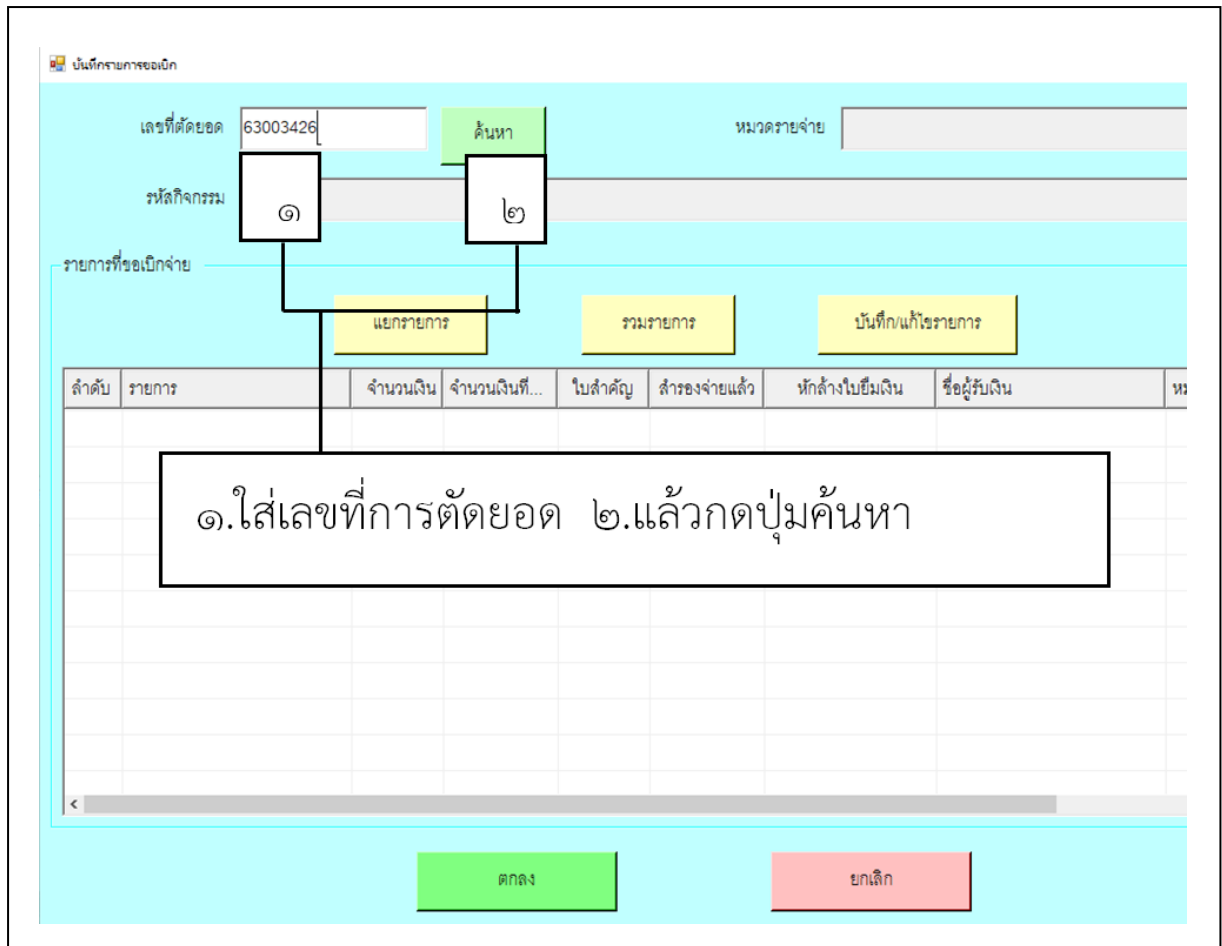 บันทึกรายการขอเบิก
เลขที่ตัดยอด 63003426 ค้นหา หมวดรายจ่าย
รหัสกิจกรรม ๑ ๒
รายการที่ขอเบิกจ่าย
แยกรายการ รวมรายการ บันทึก/แก้ไขรายการ
ลำดับ รายการ จำนวนเงิน จำนวนเงินที่... ใบสำคัญ สำรองจ่ายแล้ว หักล้างใบยืมเงิน ชื่อผู้รับเงิน
๑.ใส่เลขที่การตัดยอด ๒.แล้วกดปุ่มค้นหา
ตกลง ยกเลิก